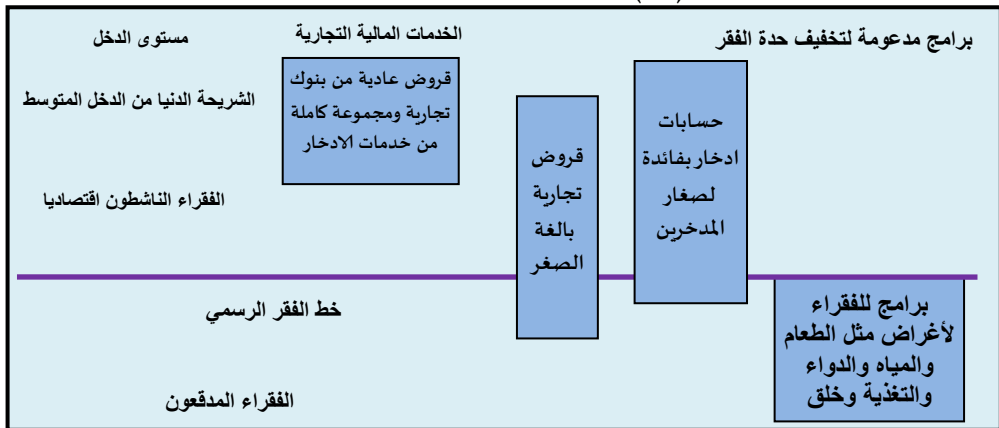 برامج مدعومة لتخفيف حدة الفقر
الخدمات المالية التجارية
مستوى الدخل
قروض عادية من بنوك
تجارية ومجموعة كاملة
من خدمات الادخار
الشريحة الدنيا من الدخل المتوسط
حسابات
ادخار بفائدة
لصغار
المدخرين
قروض
تجارية
بالغة
الصغر
الفقراء الناشطون اقتصاديا
خط الفقر الرسمي
برامج للفقراء
لأغراض مثل الطعام
والمياه والدواء
والتغذية وخلق
الفقراء المدقعون